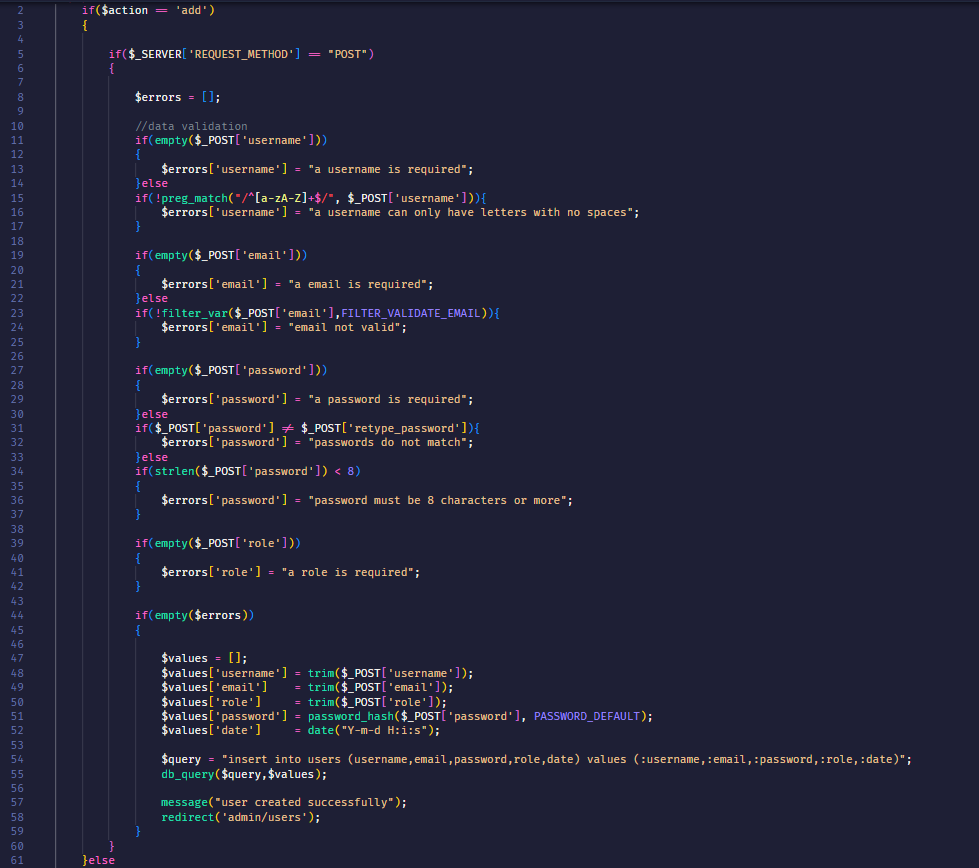 2 if($action == 'add')
3 {
4
5 if($_SERVER['REQUEST_METHOD'] == "POST")
6 {
7
8 $errors = [];
9
10 //data validation
11 if(empty($_POST['username']))
12 {
13 $errors['username'] = "a username is required";
14 }else
15 if(!preg_match("/^[a-zA-Z]+$/", $_POST['username'])){
16 $errors['username'] = "a username can only have letters with no spaces";
17 }
18
19 if(empty($_POST['email']))
20 {
21 $errors['email'] = "a email is required";
22 }else
23 if(!filter_var($_POST['email'],FILTER_VALIDATE_EMAIL)){
24 $errors['email'] = "email not valid";
25 }
26
27 if(empty($_POST['password']))
28 {
29 $errors['password'] = "a password is required";
30 }else
31 if($_POST['password'] != $_POST['retype_password']){
32 $errors['password'] = "passwords do not match";
33 }else
34 if(strlen($_POST['password']) < 8)
35 {
36 $errors['password'] = "password must be 8 characters or more";
37 }
38
39 if(empty($_POST['role']))
40 {
41 $errors['role'] = "a role is required";
42 }
43
44 if(empty($errors))
45 {
46
47 $values = [];
48 $values['username'] = trim($_POST['username']);
49 $values['email'] = trim($_POST['email']);
50 $values['role'] = trim($_POST['role']);
51 $values['password'] = password_hash($_POST['password'], PASSWORD_DEFAULT);
52 $values['date'] = date("Y-m-d H:i:s");
53
54 $query = "insert into users (username,email,password,role,date) values (:username,:email,:password,:role,:date)";
55 db_query($query,$values);
56
57 message("user created successfully");
58 redirect('admin/users');
59 }
60 }
61 }else